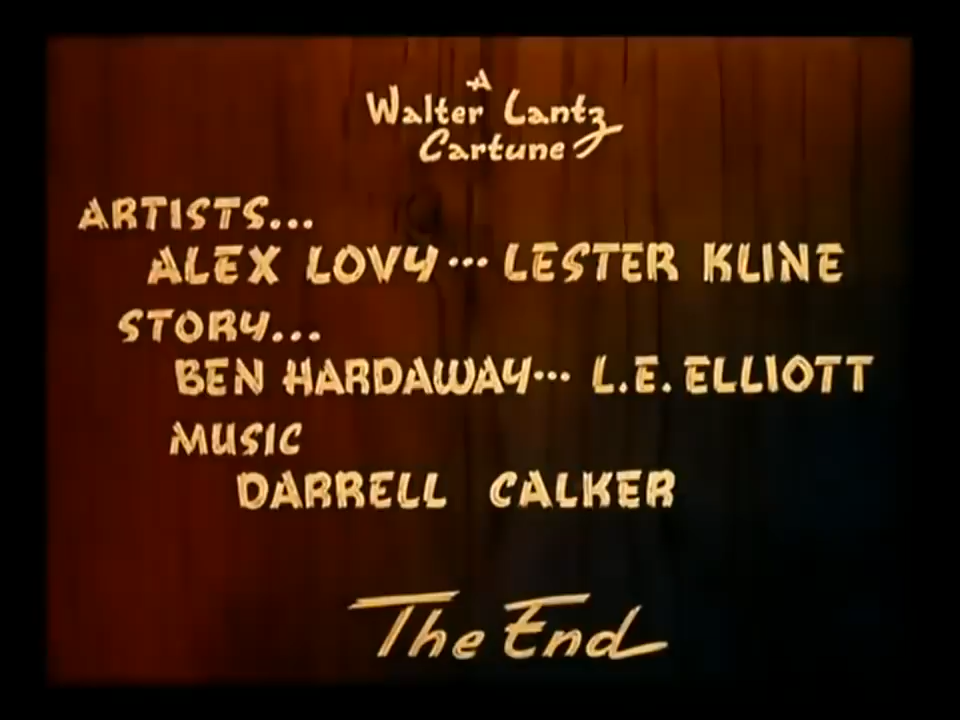 A
Walter Lantz
Cartune
ARTISTS...
ALEX LOVY... LESTER KLINE
STORY...
BEN HARDAWAY... L.E. ELLIOTT
MUSIC
DARRELL CALKER
The End